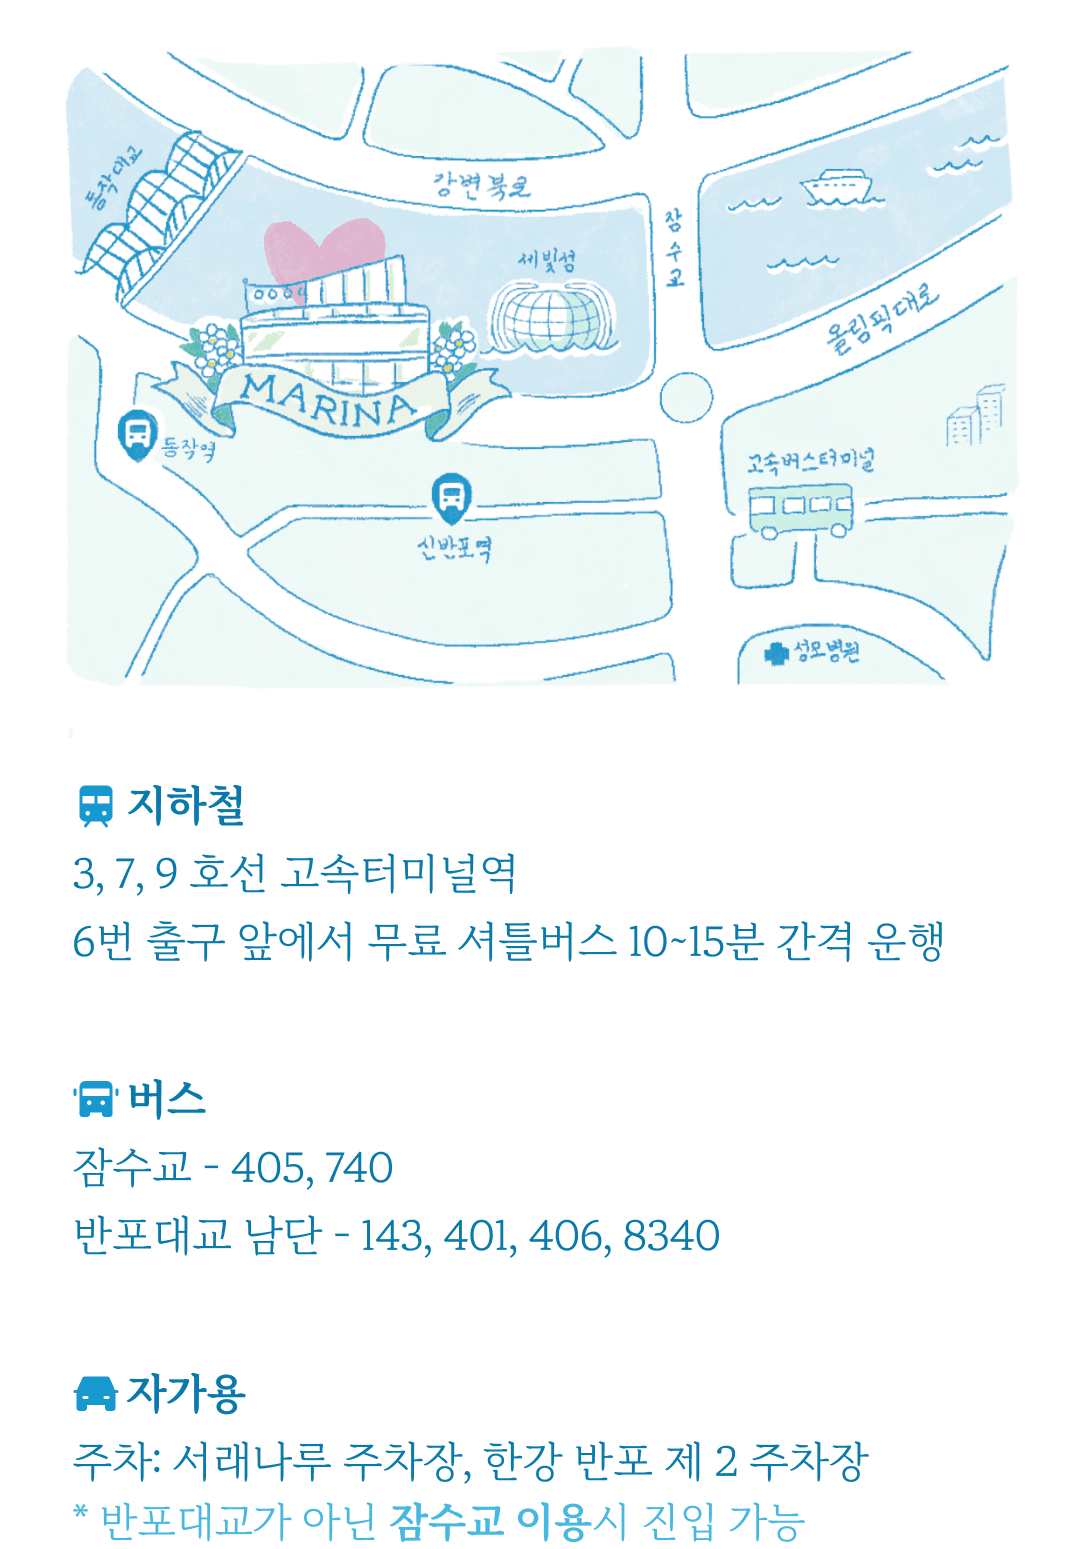 동작대교
강변북로
잠수교
세빛섬
올림픽대로
MARINA
동작역
고속버스터미널
신반포역
성모병원
지하철
3, 7, 9 호선 고속터미널역
6번 출구 앞에서 무료 셔틀버스 10~15분 간격 운행
버스
잠수교 - 405, 740
반포대교 남단 - 143, 401, 406, 8340
자가용
주차: 서래나루 주차장, 한강 반포 제 2 주차장
* 반포대교가 아닌 잠수교 이용시 진입 가능